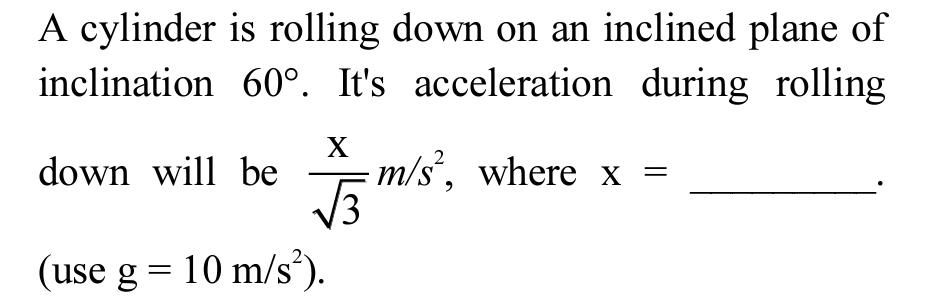 A cylinder is rolling down on an inclined plane of
inclination 60°. It's acceleration during rolling
down will be x/√3 m/s², where x = _________.
(use g = 10 m/s²).